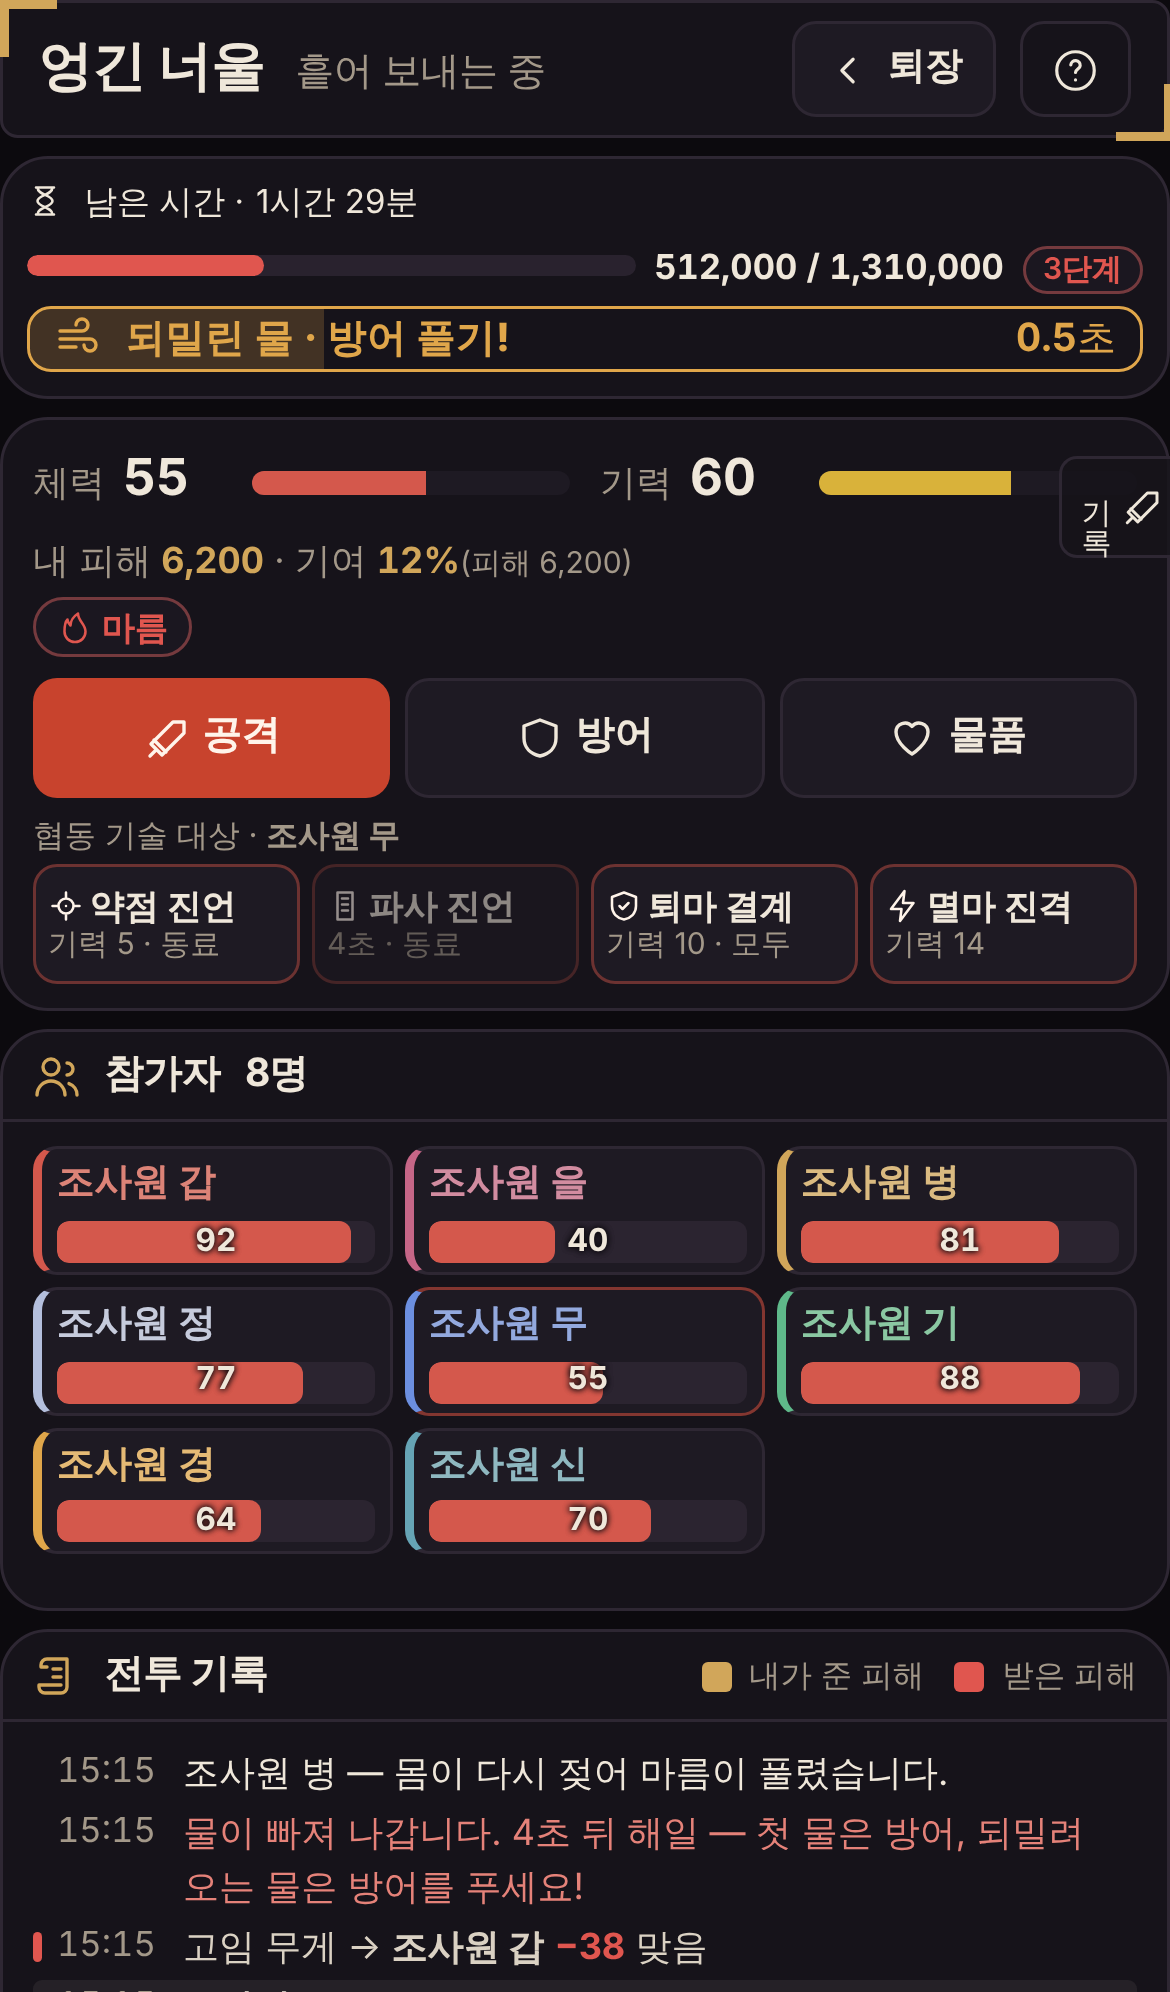 엉긴 너울 흩어 보내는 중 퇴장
남은 시간 · 1시간 29분
512,000 / 1,310,000 3단계
되밀린 물 · 방어 풀기! 0.5초
체력 55 기력 60
기록
내 피해 6,200 · 기여 12%(피해 6,200)
마름
공격 방어 물품
협동 기술 대상 · 조사원 무
약점 진언 파사 진언 퇴마 결계 멸마 진격
기력 5 · 동료 4초 · 동료 기력 10 · 모두 기력 14
참가자 8명
조사원 갑 조사원 을 조사원 병
92 40 81
조사원 정 조사원 무 조사원 기
77 55 88
조사원 경 조사원 신
64 70
전투 기록 내가 준 피해 받은 피해
15:15 조사원 병 — 몸이 다시 젖어 마름이 풀렸습니다.
15:15 물이 빠져 나갑니다. 4초 뒤 해일 — 첫 물은 방어, 되밀려
오는 물은 방어를 푸세요!
15:15 고임 무게 → 조사원 갑 −38 맞음